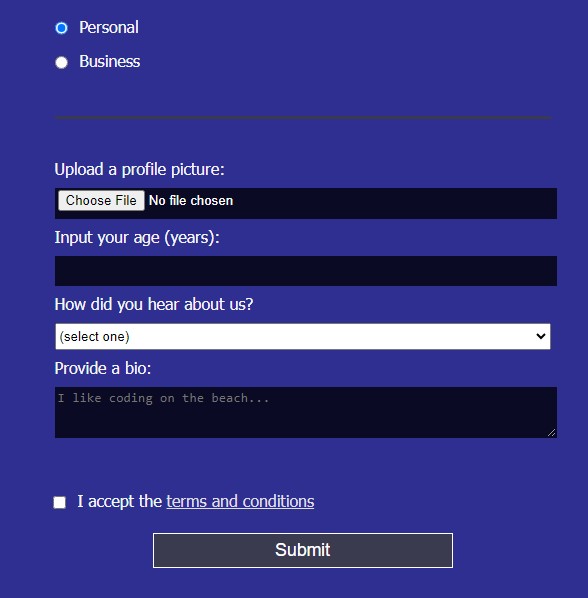 Personal
Business
Upload a profile picture:
Choose File No file chosen
Input your age (years):
How did you hear about us?
(select one)
Provide a bio:
I like coding on the beach...
I accept the terms and conditions
Submit